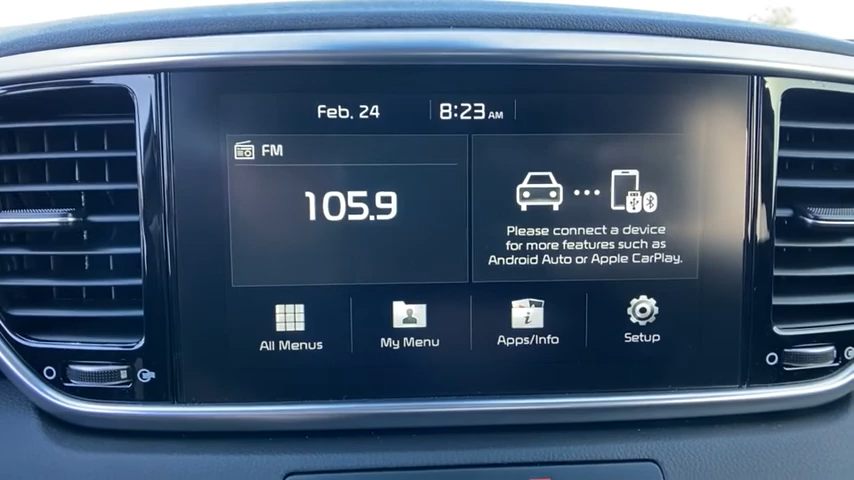 Feb. 24
8:23 AM
FM
105.9
Please connect a device
for more features such as
Android Auto or Apple CarPlay.
All Menus
My Menu
Apps/Info
Setup